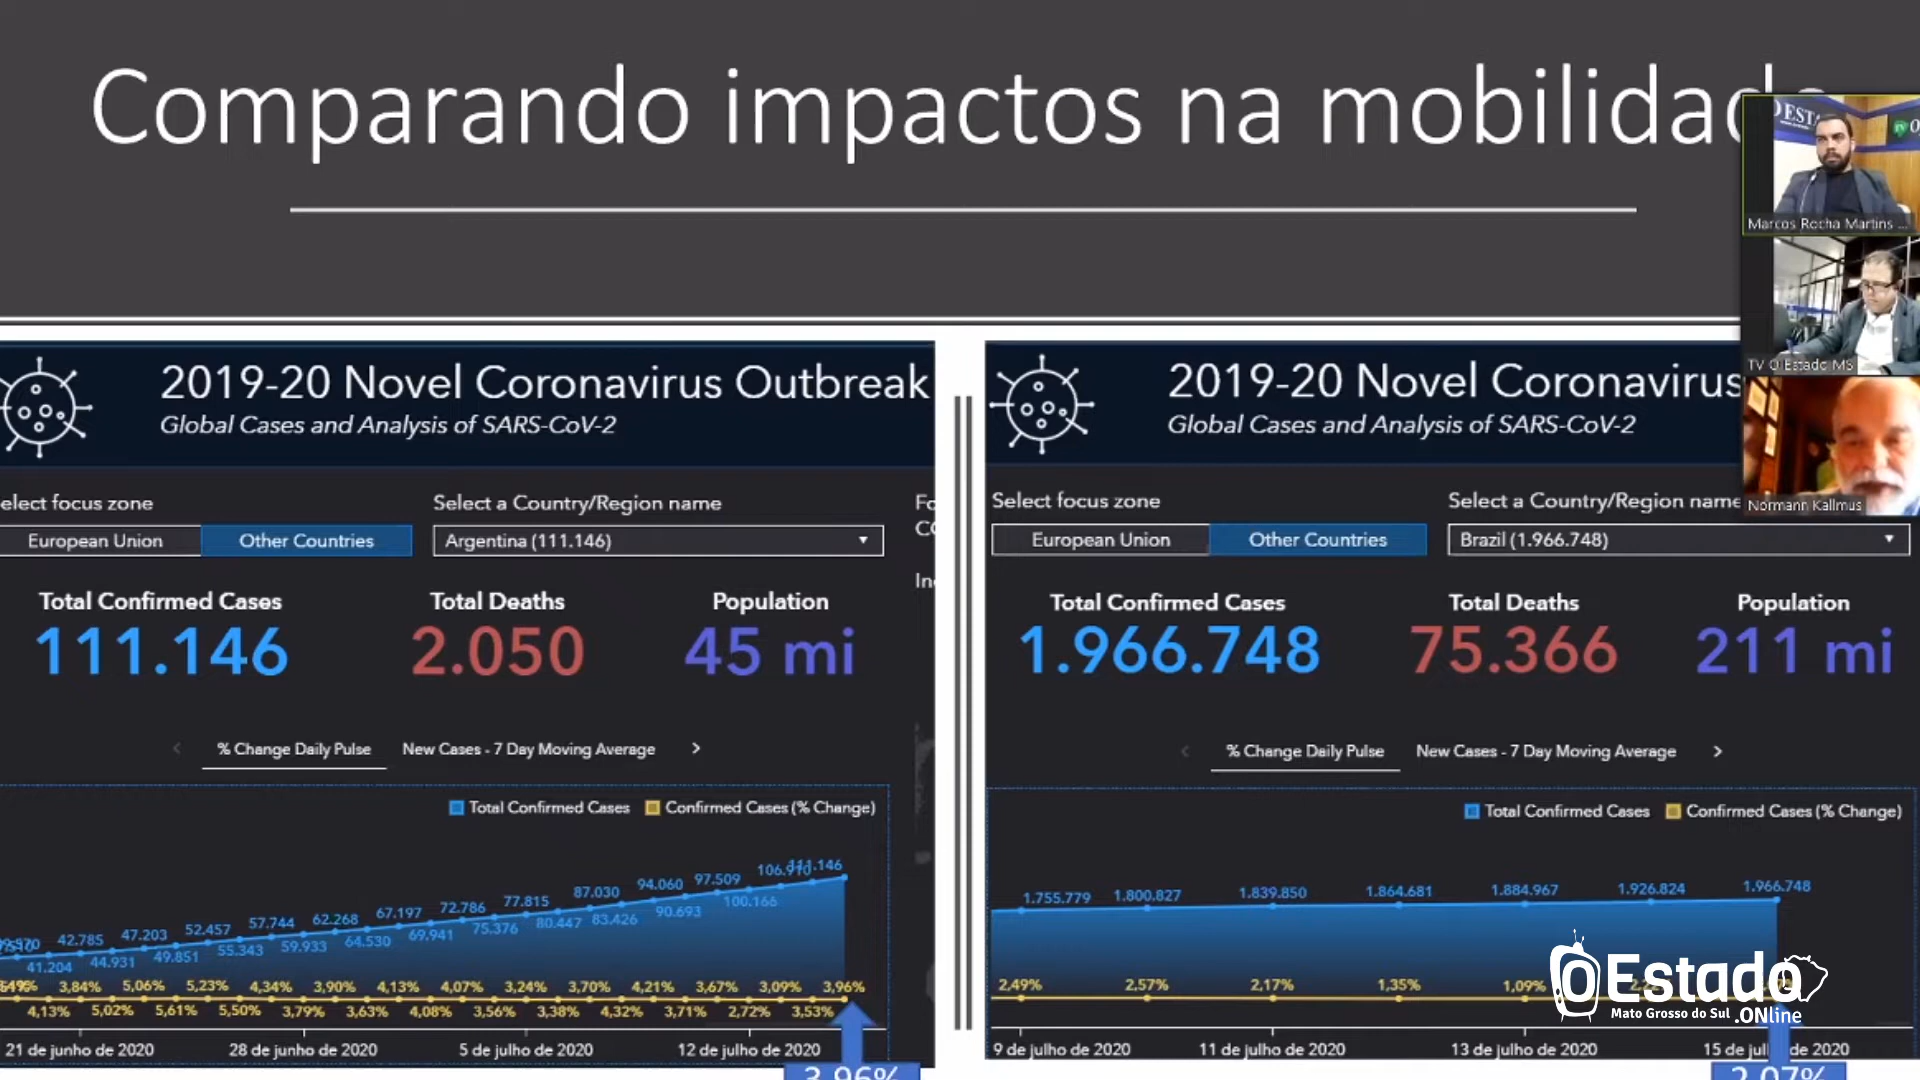 Comparando impactos na mobilidade
Marcos Rocha Martins ...
TV O Estado MS
Normann Kallmus
2019-20 Novel Coronavirus Outbreak
Global Cases and Analysis of SARS-CoV-2
elect focus zone
Select a Country/Region name
European Union
Other Countries
Argentina (111.146)
Total Confirmed Cases
Total Deaths
Population
111.146
2.050
45 mi
% Change Daily Pulse
New Cases - 7 Day Moving Average
Total Confirmed Cases
Confirmed Cases (% Change)
42.785 47.203 52.457 57.744 62.268 67.197 72.786 77.815 87.030 94.060 97.509 106.910 111.146
41.204 44.931 49.851 55.343 59.933 64.530 69.941 75.376 80.447 83.426 90.693 100.166
3,84% 5,06% 5,23% 4,34% 3,90% 4,13% 4,07% 3,24% 3,70% 4,21% 3,67% 3,09% 3,96%
4,13% 5,02% 5,61% 5,50% 3,79% 3,63% 4,08% 3,56% 3,38% 4,32% 3,71% 2,72% 3,53%
21 de junho de 2020
28 de junho de 2020
5 de julho de 2020
12 de julho de 2020
3,96%
2019-20 Novel Coronavirus
Global Cases and Analysis of SARS-CoV-2
Select focus zone
Select a Country/Region name
European Union
Other Countries
Brazil (1.966.748)
Total Confirmed Cases
Total Deaths
Population
1.966.748
75.366
211 mi
% Change Daily Pulse
New Cases - 7 Day Moving Average
Total Confirmed Cases
Confirmed Cases (% Change)
1.755.779 1.800.827 1.839.850 1.864.681 1.884.967 1.926.824 1.966.748
2,49% 2,57% 2,17% 1,35% 1,09%
9 de julho de 2020
11 de julho de 2020
13 de julho de 2020
15 de julho de 2020
2,07%
OEstado
Mato Grosso do Sul .ONline